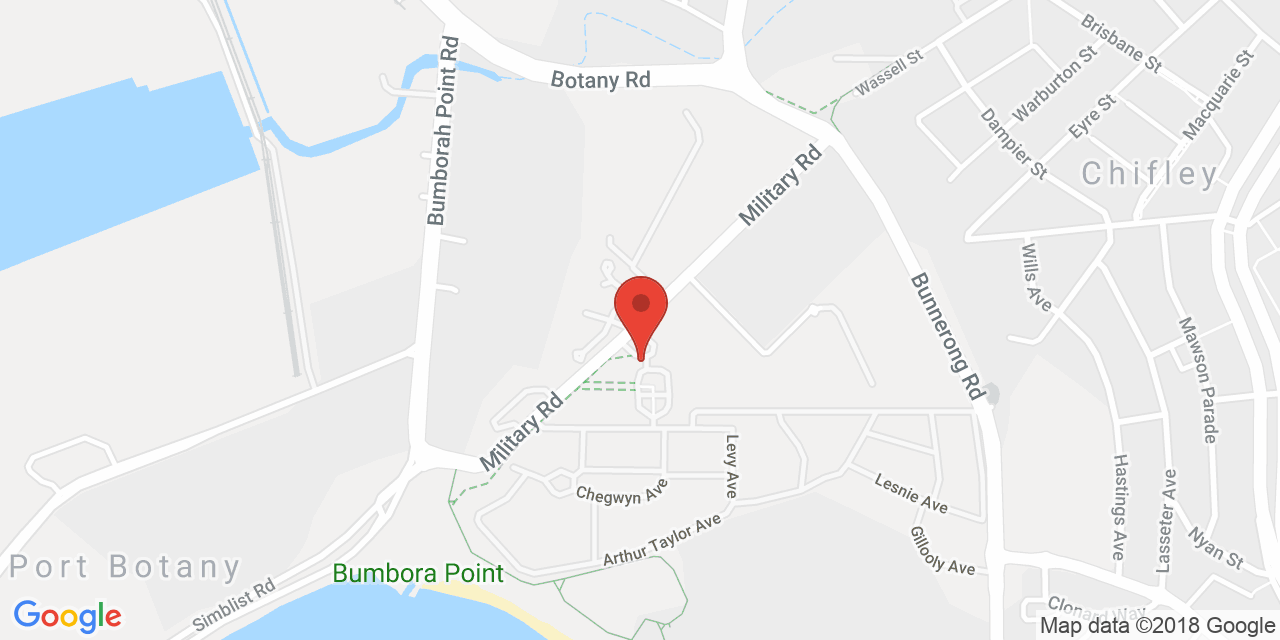 Brisbane St
Botany Rd
Wassell St
Warburton St
Macquarie St
Eyre St
Bumborah Point Rd
Dampier St
Military Rd
Chifley
Wills Ave
Bunnerong Rd
Mawson Parade
Military Rd
Levy Ave
Hastings Ave
Lasseter Ave
Chegwyn Ave
Lesnie Ave
Arthur Taylor Ave
Gillooly Ave
Nyan St
Port Botany
Bumbora Point
Simblist Rd
Clonard Way
Google
Map data ©2018 Google